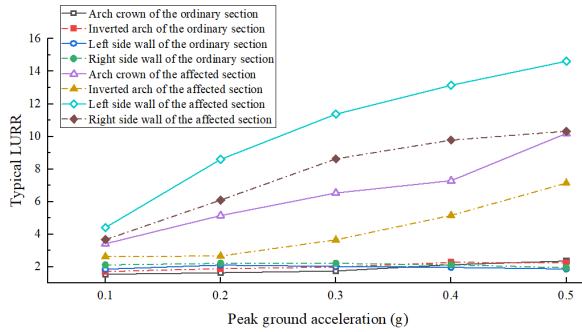 16
14
12
10
8
6
4
2
Typical LURR
Arch crown of the ordinary section
Inverted arch of the ordinary section
Left side wall of the ordinary section
Right side wall of the ordinary section
Arch crown of the affected section
Inverted arch of the affected section
Left side wall of the affected section
Right side wall of the affected section
0.1 0.2 0.3 0.4 0.5
Peak ground acceleration (g)